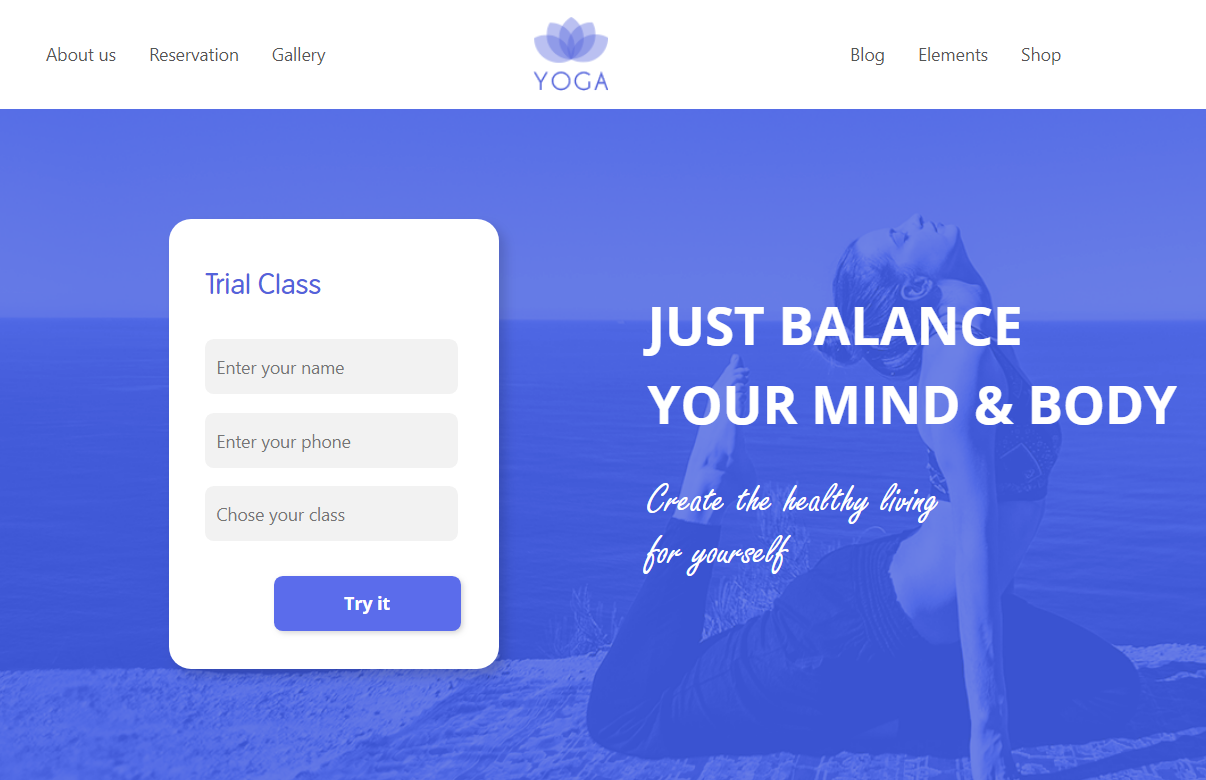 About us
Reservation
Gallery
YOGA
Blog
Elements
Shop
Trial Class
Enter your name
Enter your phone
Chose your class
Try it
JUST BALANCE
YOUR MIND & BODY
Create the healthy living
for yourself